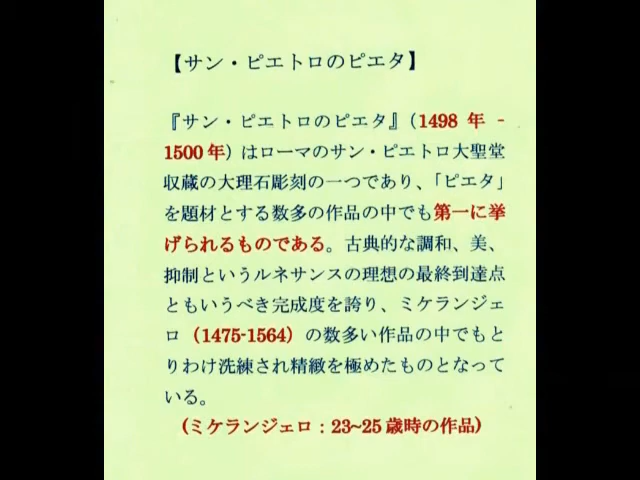 【サン・ピエトロのピエタ】
『サン・ピエトロのピエタ』（1498 年 -
1500 年）はローマのサン・ピエトロ大聖堂
収蔵の大理石彫刻の一つであり、「ピエタ」
を題材とする数多の作品の中でも第一に挙
げられるものである。古典的な調和、美、
抑制というルネサンスの理想の最終到達点
ともいうべき完成度を誇り、ミケランジェ
ロ（1475-1564）の数多い作品の中でもと
りわけ洗練され精緻を極めたものとなって
いる。
(ミケランジェロ：23~25 歳時の作品)